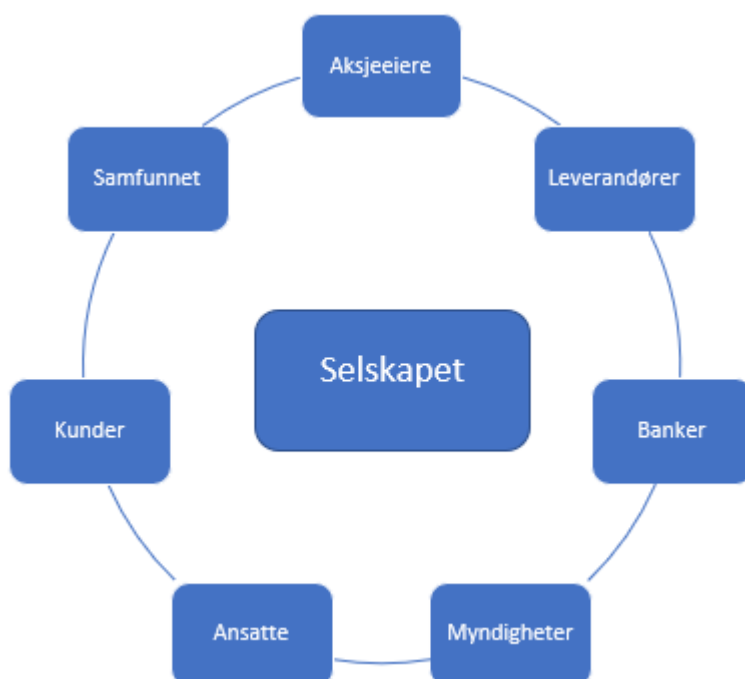 Aksjeeiere
Samfunnet
Leverandører
Selskapet
Kunder
Banker
Ansatte
Myndigheter